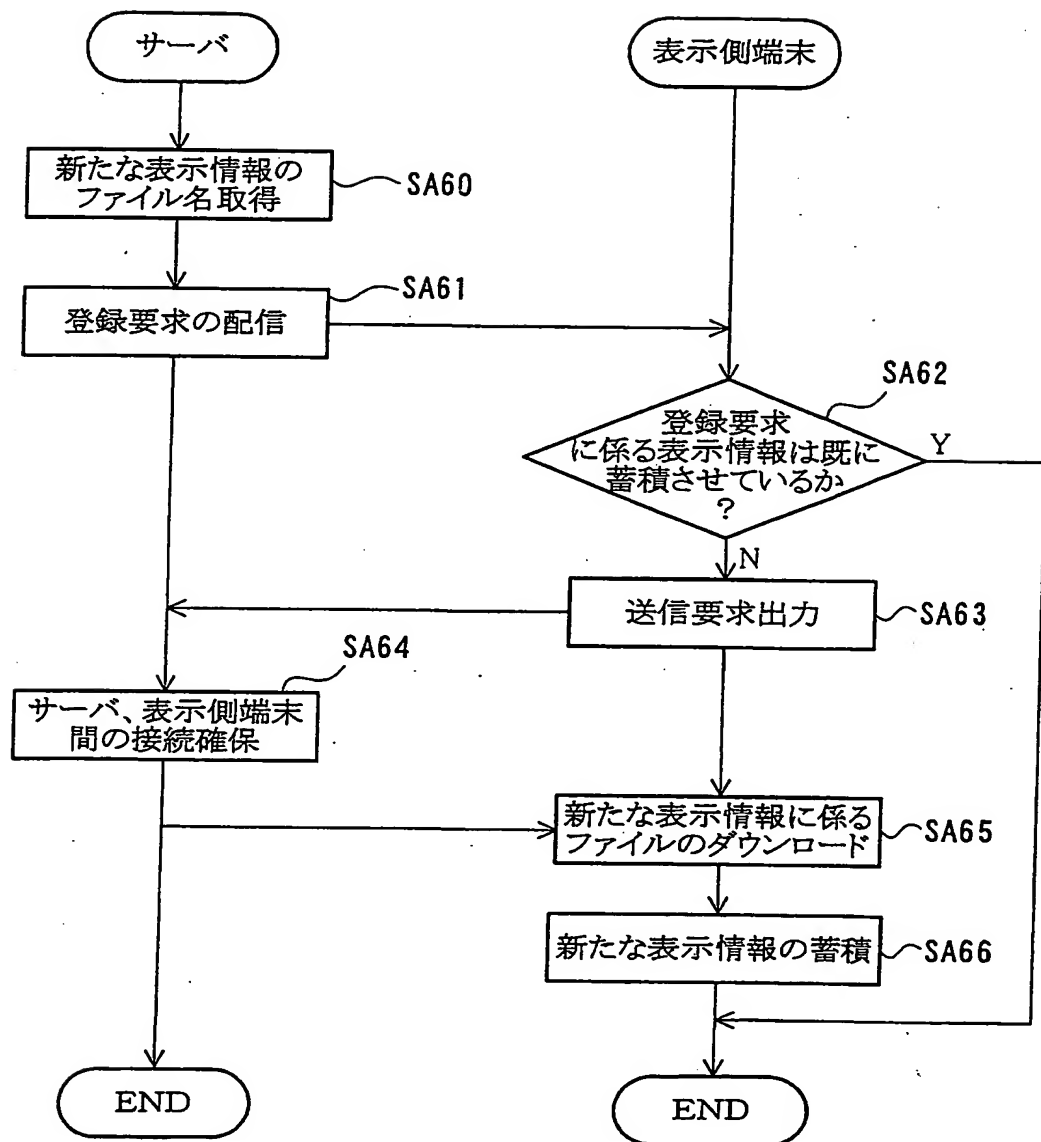 サーバ
表示側端末
新たな表示情報の
ファイル名取得
SA60
SA61
登録要求の配信
SA62
登録要求
に係る表示情報は既に
蓄積させているか
?
Y
N
送信要求出力
SA63
SA64
サーバ、表示側端末
間の接続確保
新たな表示情報に係る
ファイルのダウンロード
SA65
新たな表示情報の蓄積
SA66
END
END